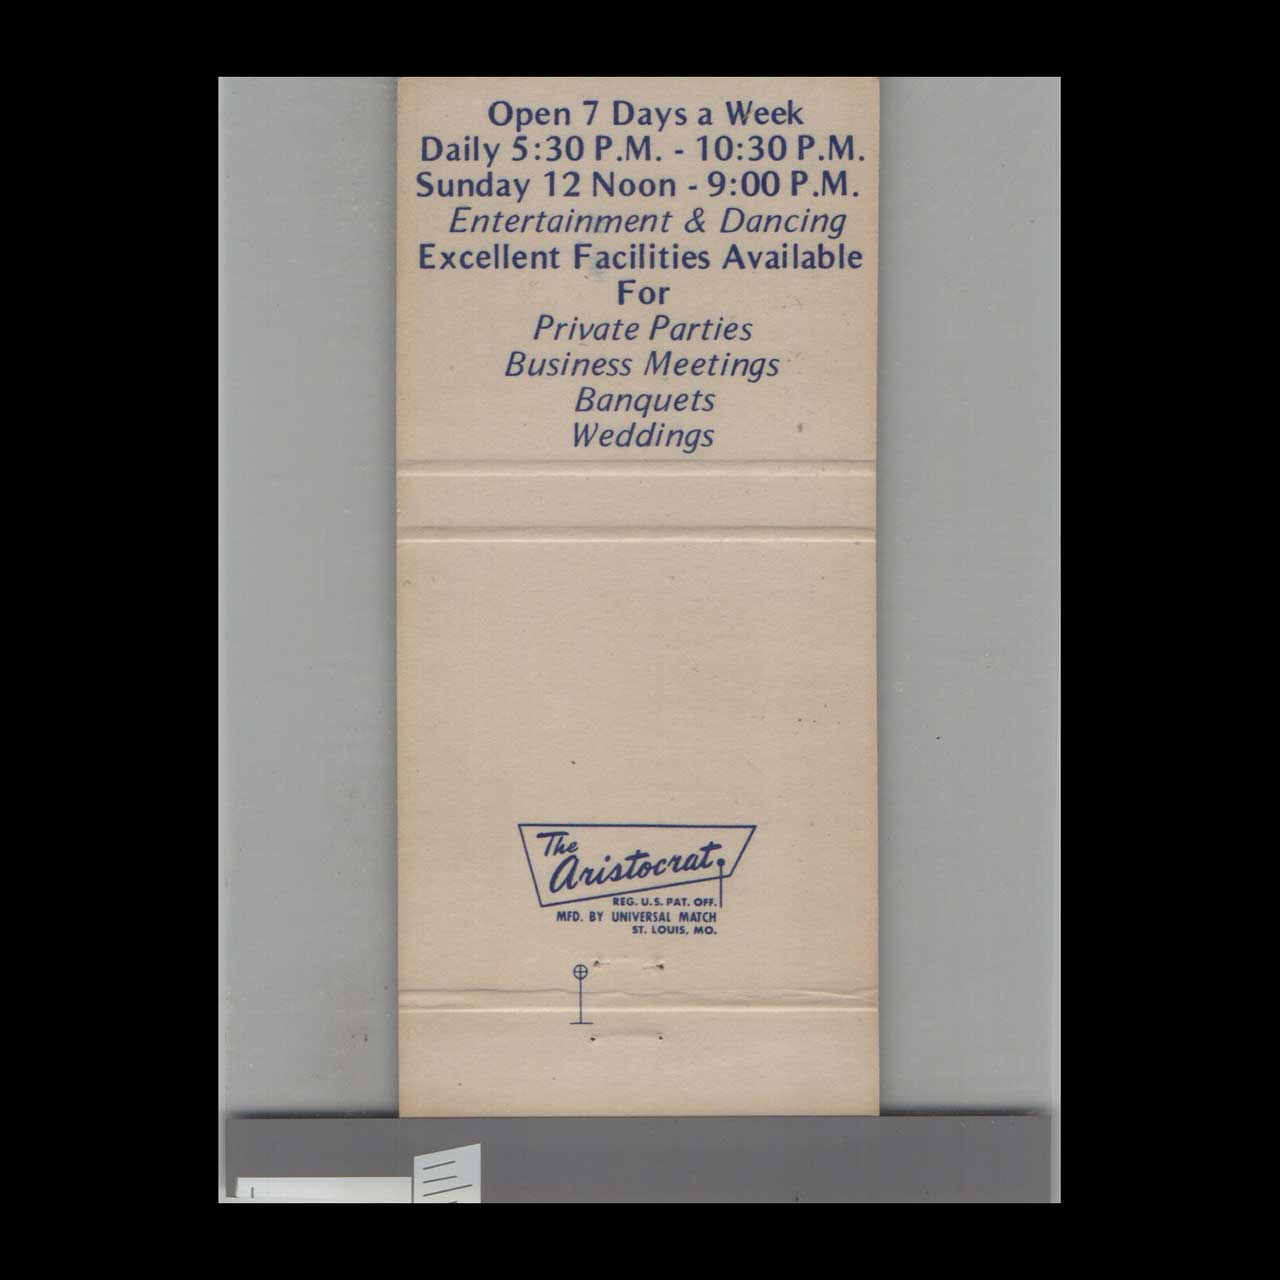 Open 7 Days a Week
Daily 5:30 P.M. - 10:30 P.M.
Sunday 12 Noon - 9:00 P.M.
Entertainment & Dancing
Excellent Facilities Available
For
Private Parties
Business Meetings
Banquets
Weddings
The
Aristocrat
REG. U.S. PAT. OFF.
MFD. BY UNIVERSAL MATCH
ST. LOUIS, MO.